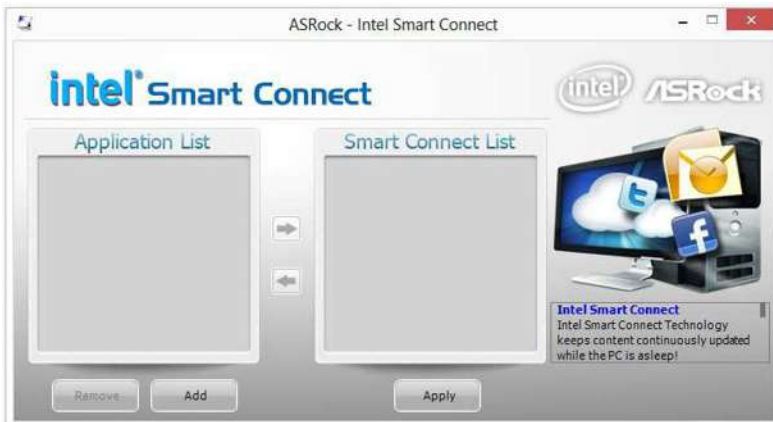 ASRock - Intel Smart Connect
intel® Smart Connect
intel® ASRock
Application List
Smart Connect List
Intel Smart Connect
Intel Smart Connect Technology
keeps content continuously updated
while the PC is asleep!
Remove
Add
Apply